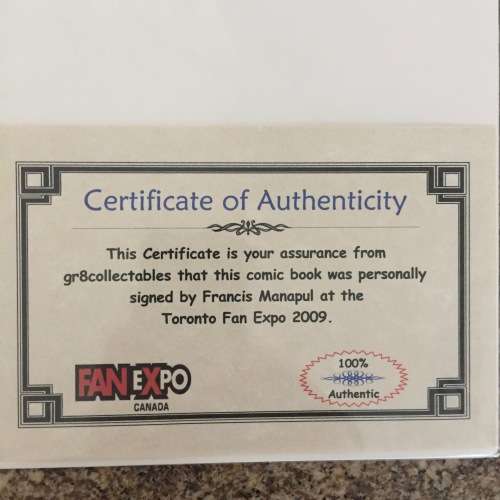 Certificate of Authenticity
This Certificate is your assurance from
gr8collectables that this comic book was personally
signed by Francis Manapul at the
Toronto Fan Expo 2009.
FAN EXPO
CANADA
100%
Authentic